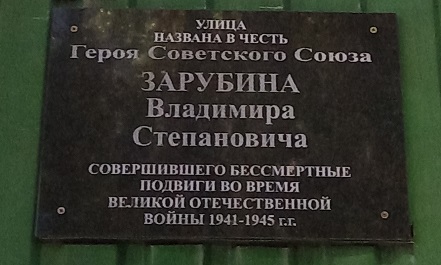 УЛИЦА
НАЗВАНА В ЧЕСТЬ
Героя Советского Союза
ЗАРУБИНА
Владимира
Степановича
СОВЕРШИВШЕГО БЕССМЕРТНЫЕ
ПОДВИГИ ВО ВРЕМЯ
ВЕЛИКОЙ ОТЕЧЕСТВЕННОЙ
ВОЙНЫ 1941-1945 г.г.